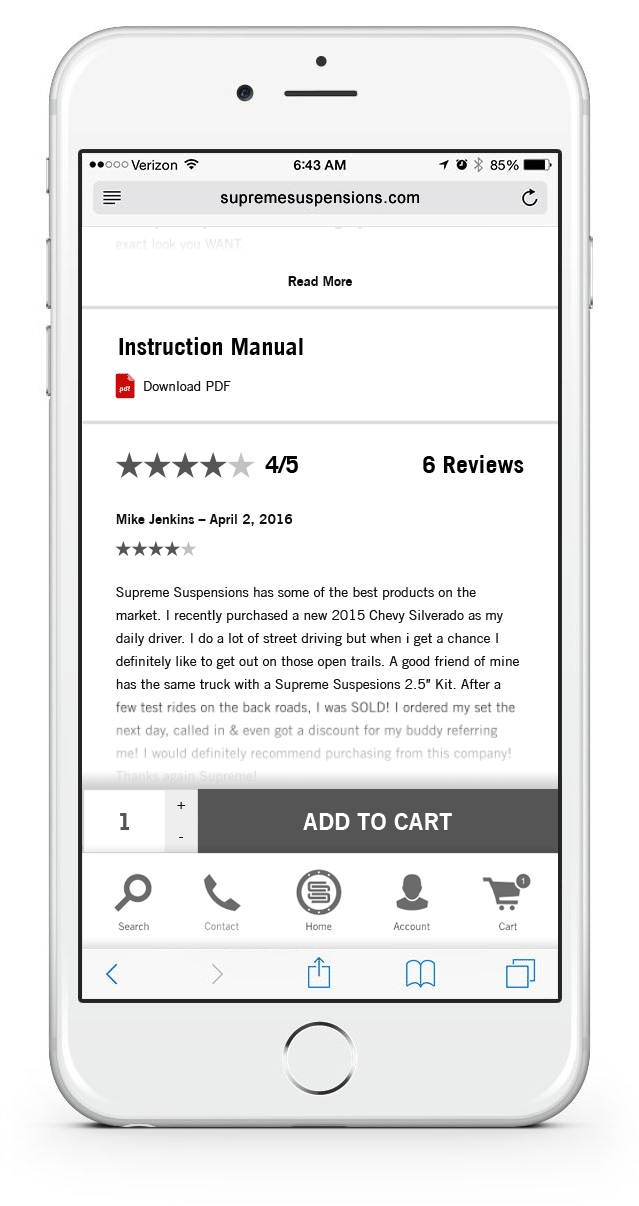 Verizon 6:43 AM 85%
supremesuspensions.com
exact look you WANT.
Read More
Instruction Manual
pdf Download PDF
4/5 6 Reviews
Mike Jenkins – April 2, 2016
Supreme Suspensions has some of the best products on the
market. I recently purchased a new 2015 Chevy Silverado as my
daily driver. I do a lot of street driving but when i get a chance I
definitely like to get out on those open trails. A good friend of mine
has the same truck with a Supreme Suspesions 2.5" Kit. After a
few test rides on the back roads, I was SOLD! I ordered my set the
next day, called in & even got a discount for my buddy referring
me! I would definitely recommend purchasing from this company!
Thanks again Supreme!
1 + - ADD TO CART
1
Search Contact Home Account Cart